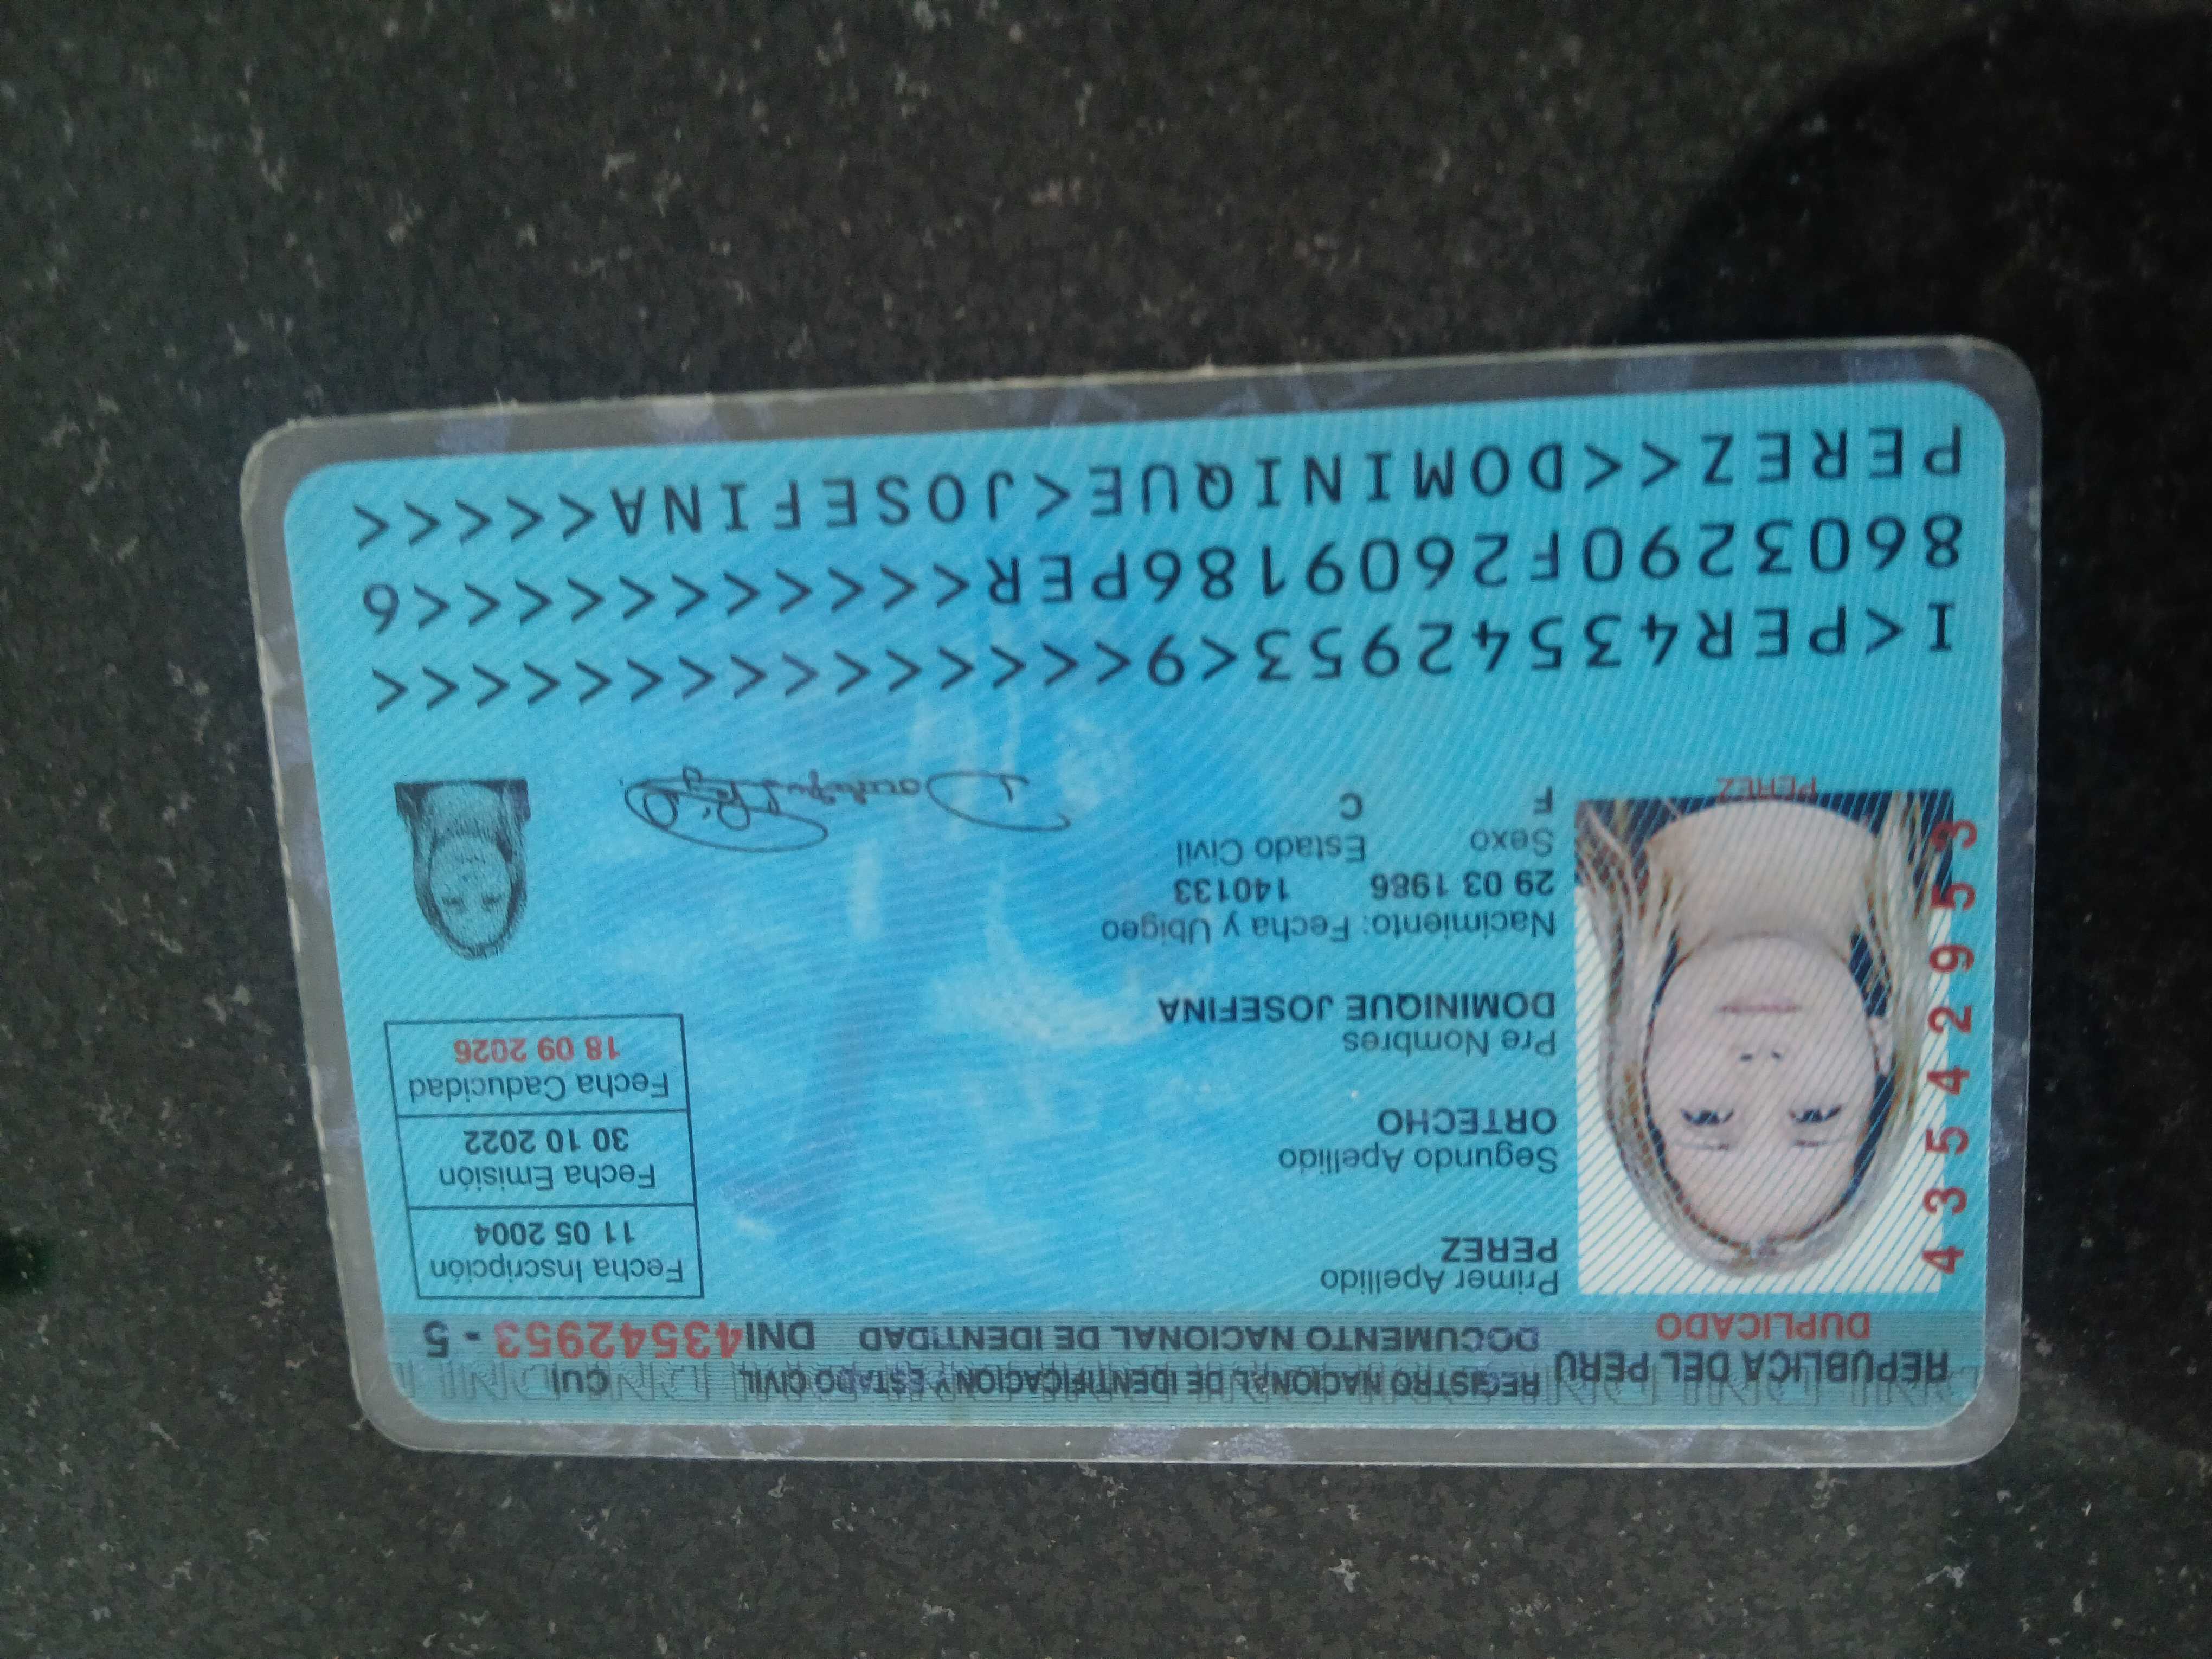 REPUBLICA DEL PERU REGISTRO NACIONAL DE IDENTIFICACION Y ESTADO CIVIL CUI
DUPLICADO DOCUMENTO NACIONAL DE IDENTIDAD DNI 43542953 - 5
Primer Apellido
PEREZ
Segundo Apellido
ORTECHO
Pre Nombres
DOMINIQUE JOSEFINA
Nacimiento: Fecha y Ubigeo
29 03 1986 140133
Sexo Estado Civil
F C
Fecha Inscripción
11 05 2004
Fecha Emisión
30 10 2022
Fecha Caducidad
18 09 2026
43542953
PEREZ
I<PER43542953<9<<<<<<<<<<<<<<<
8603290F2609186PER<<<<<<<<<<<6
PEREZ<<DOMINIQUE<JOSEFINA<<<<<